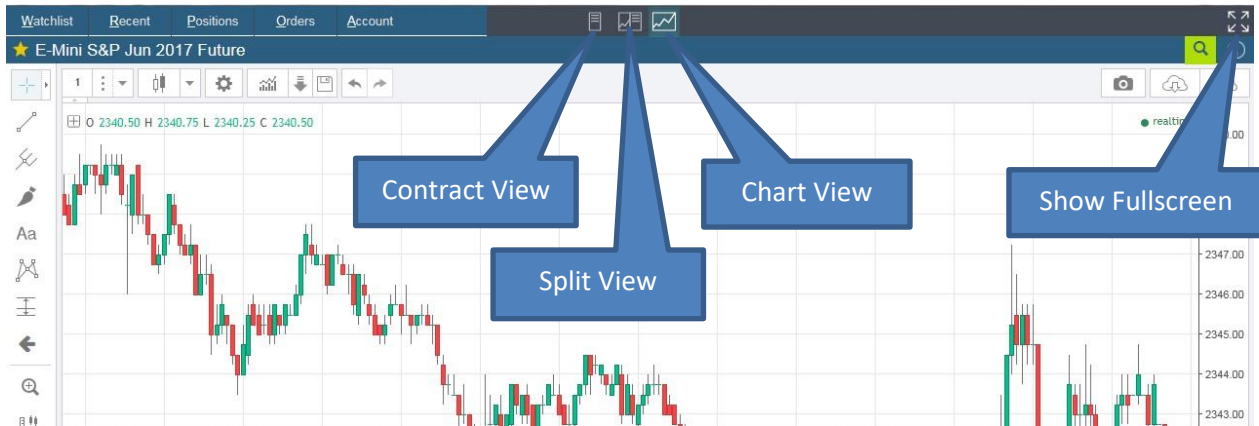 Watchlist Recent Positions Orders Account
E-Mini S&P Jun 2017 Future
1
O 2340.50 H 2340.75 L 2340.25 C 2340.50
Contract View
Chart View
Show Fullscreen
Split View
Aa
2347.00
2346.00
2345.00
2344.00
2343.00